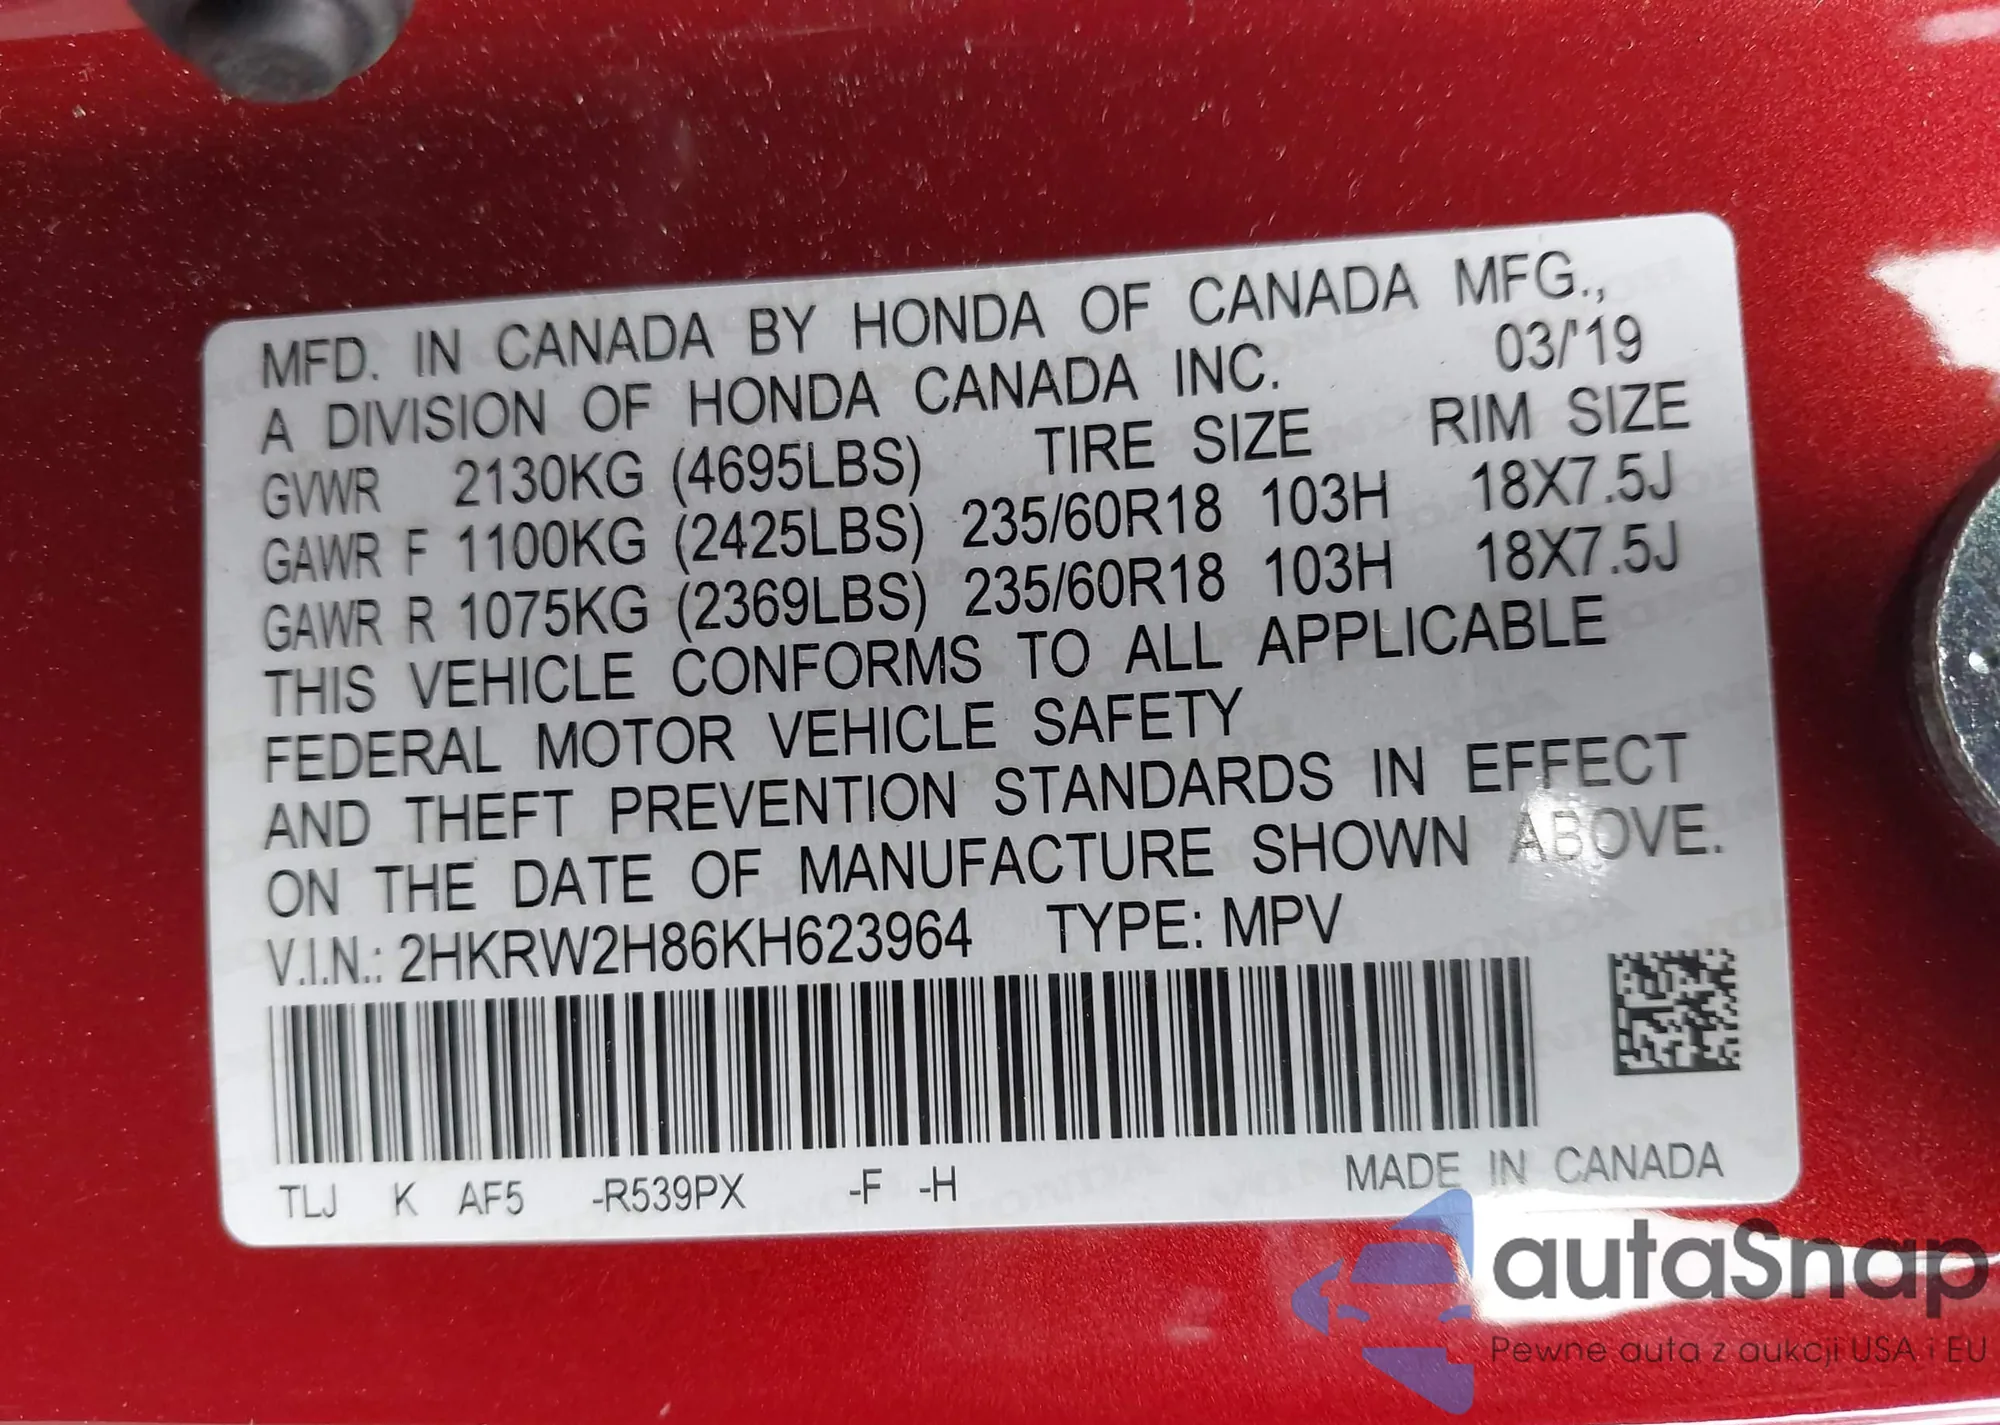 MFD. IN CANADA BY HONDA OF CANADA MFG.,
A DIVISION OF HONDA CANADA INC. 03/'19
GVWR 2130KG (4695LBS) TIRE SIZE RIM SIZE
GAWR F 1100KG (2425LBS) 235/60R18 103H 18X7.5J
GAWR R 1075KG (2369LBS) 235/60R18 103H 18X7.5J
THIS VEHICLE CONFORMS TO ALL APPLICABLE
FEDERAL MOTOR VEHICLE SAFETY
AND THEFT PREVENTION STANDARDS IN EFFECT
ON THE DATE OF MANUFACTURE SHOWN ABOVE.
V.I.N.: 2HKRW2H86KH623964 TYPE: MPV
TLJ K AF5 -R539PX -F -H MADE IN CANADA
autaSnap
Pewne auta z aukcji USA i EU